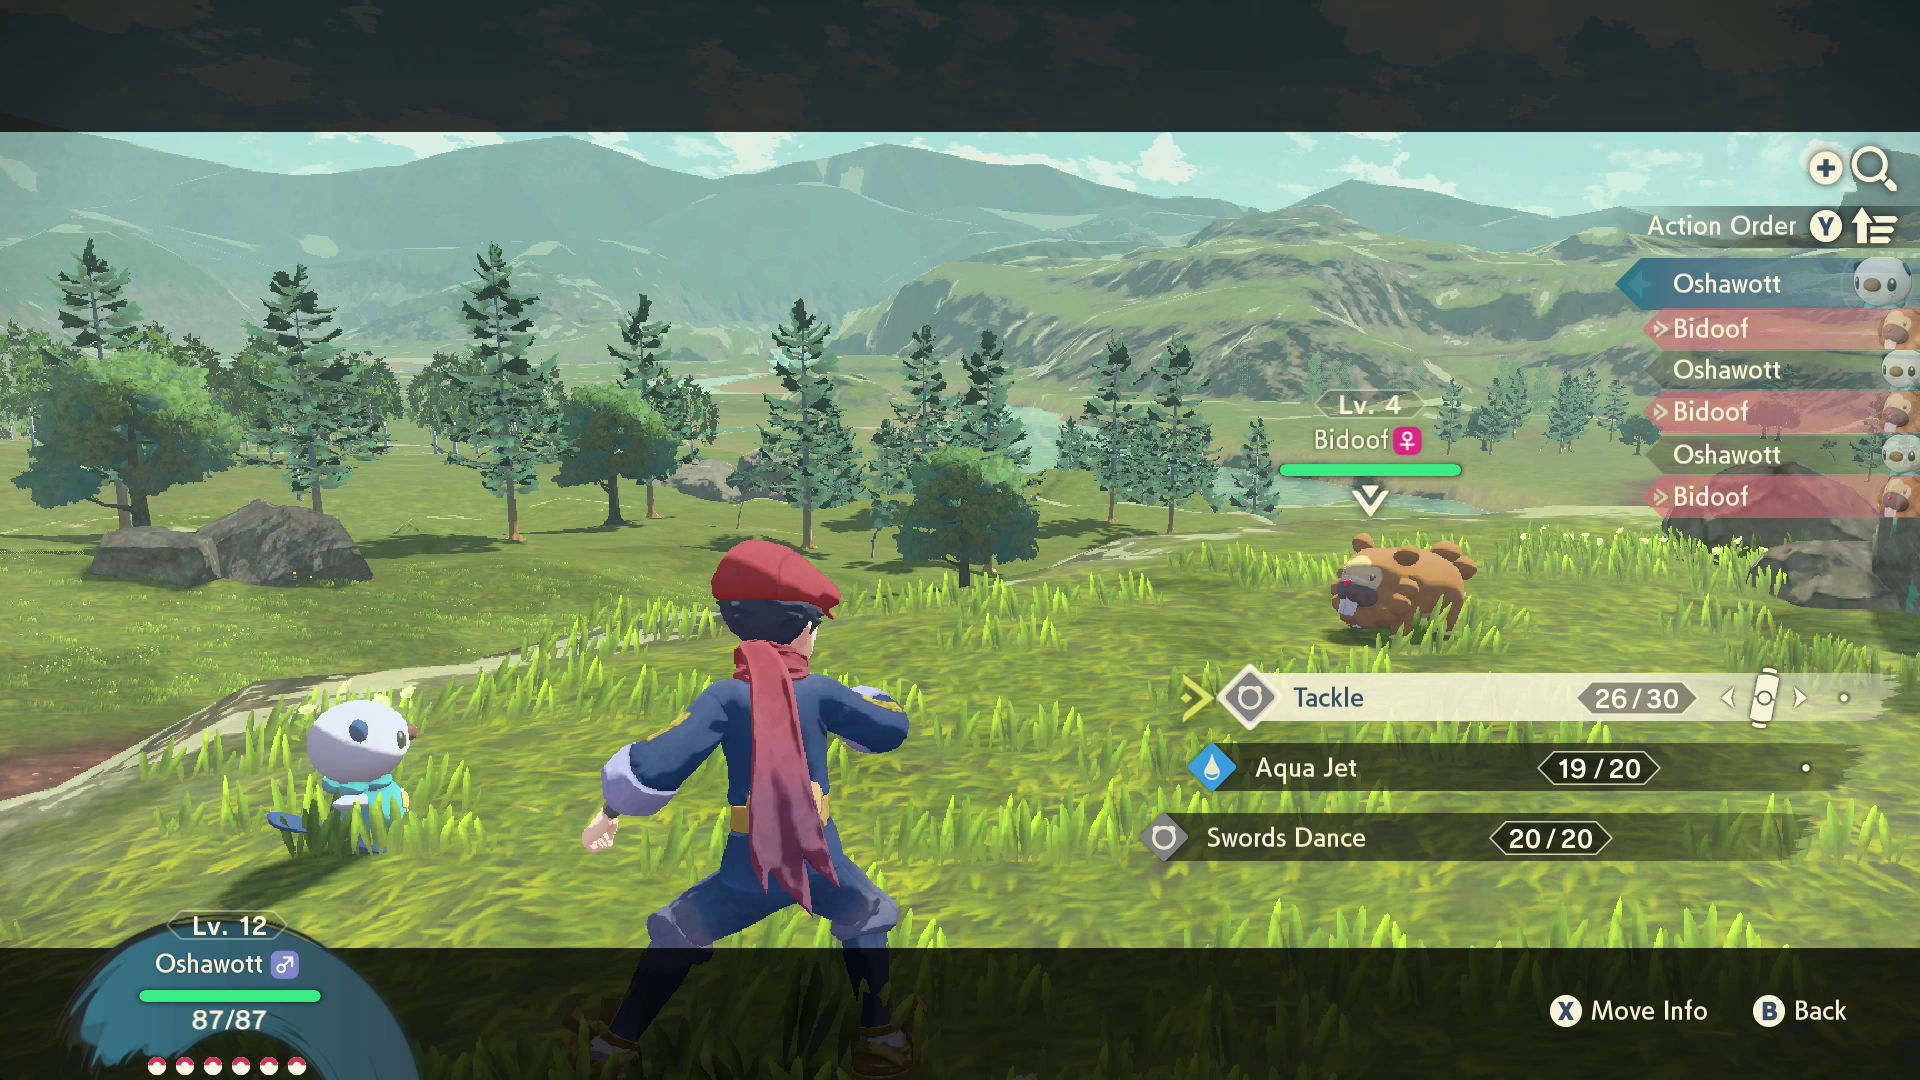 Action Order Y
Oshawott
Bidoof
Oshawott
Bidoof
Oshawott
Bidoof
Lv. 4
Bidoof ♀
Tackle 26/30
Aqua Jet 19/20
Swords Dance 20/20
Lv. 12
Oshawott ♂
87/87
X Move Info B Back